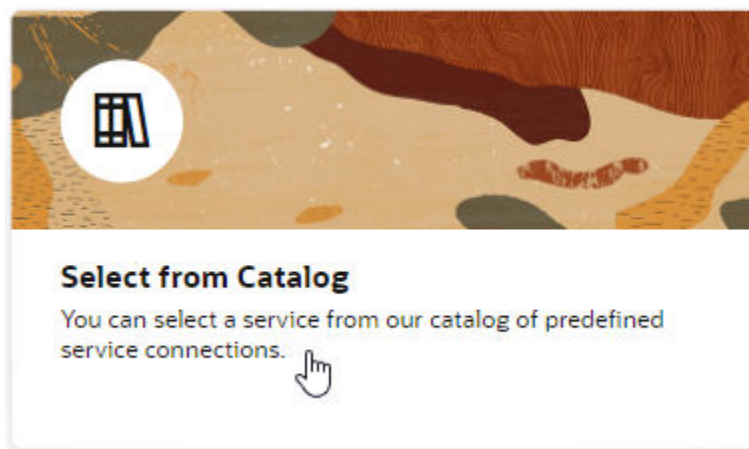 Select from Catalog
You can select a service from our catalog of predefined
service connections.